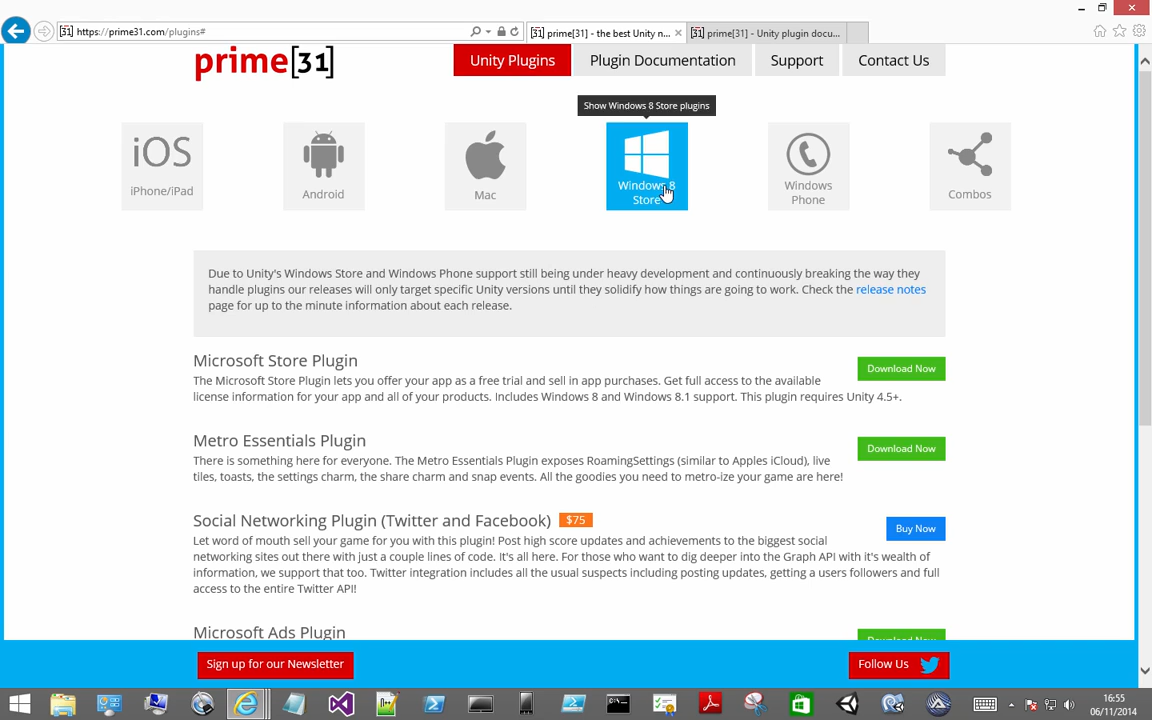 [31] https://prime31.com/plugins#
[31] prime[31] - the best Unity n...
[31] prime[31] - Unity plugin docu...
prime[31]
Unity Plugins
Plugin Documentation
Support
Contact Us
Show Windows 8 Store plugins
iOS
iPhone/iPad
Android
Mac
Windows 8
Store
Windows
Phone
Combos
Due to Unity's Windows Store and Windows Phone support still being under heavy development and continuously breaking the way they
handle plugins our releases will only target specific Unity versions until they solidify how things are going to work. Check the release notes
page for up to the minute information about each release.
Microsoft Store Plugin
Download Now
The Microsoft Store Plugin lets you offer your app as a free trial and sell in app purchases. Get full access to the available
license information for your app and all of your products. Includes Windows 8 and Windows 8.1 support. This plugin requires Unity 4.5+.
Metro Essentials Plugin
Download Now
There is something here for everyone. The Metro Essentials Plugin exposes RoamingSettings (similar to Apples iCloud), live
tiles, toasts, the settings charm, the share charm and snap events. All the goodies you need to metro-ize your game are here!
Social Networking Plugin (Twitter and Facebook) $75
Buy Now
Let word of mouth sell your game for you with this plugin! Post high score updates and achievements to the biggest social
networking sites out there with just a couple lines of code. It's all here. For those who want to dig deeper into the Graph API with it's wealth of
information, we support that too. Twitter integration includes all the usual suspects including posting updates, getting a users followers and full
access to the entire Twitter API!
Microsoft Ads Plugin
Download Now
Sign up for our Newsletter
Follow Us
16:55
06/11/2014